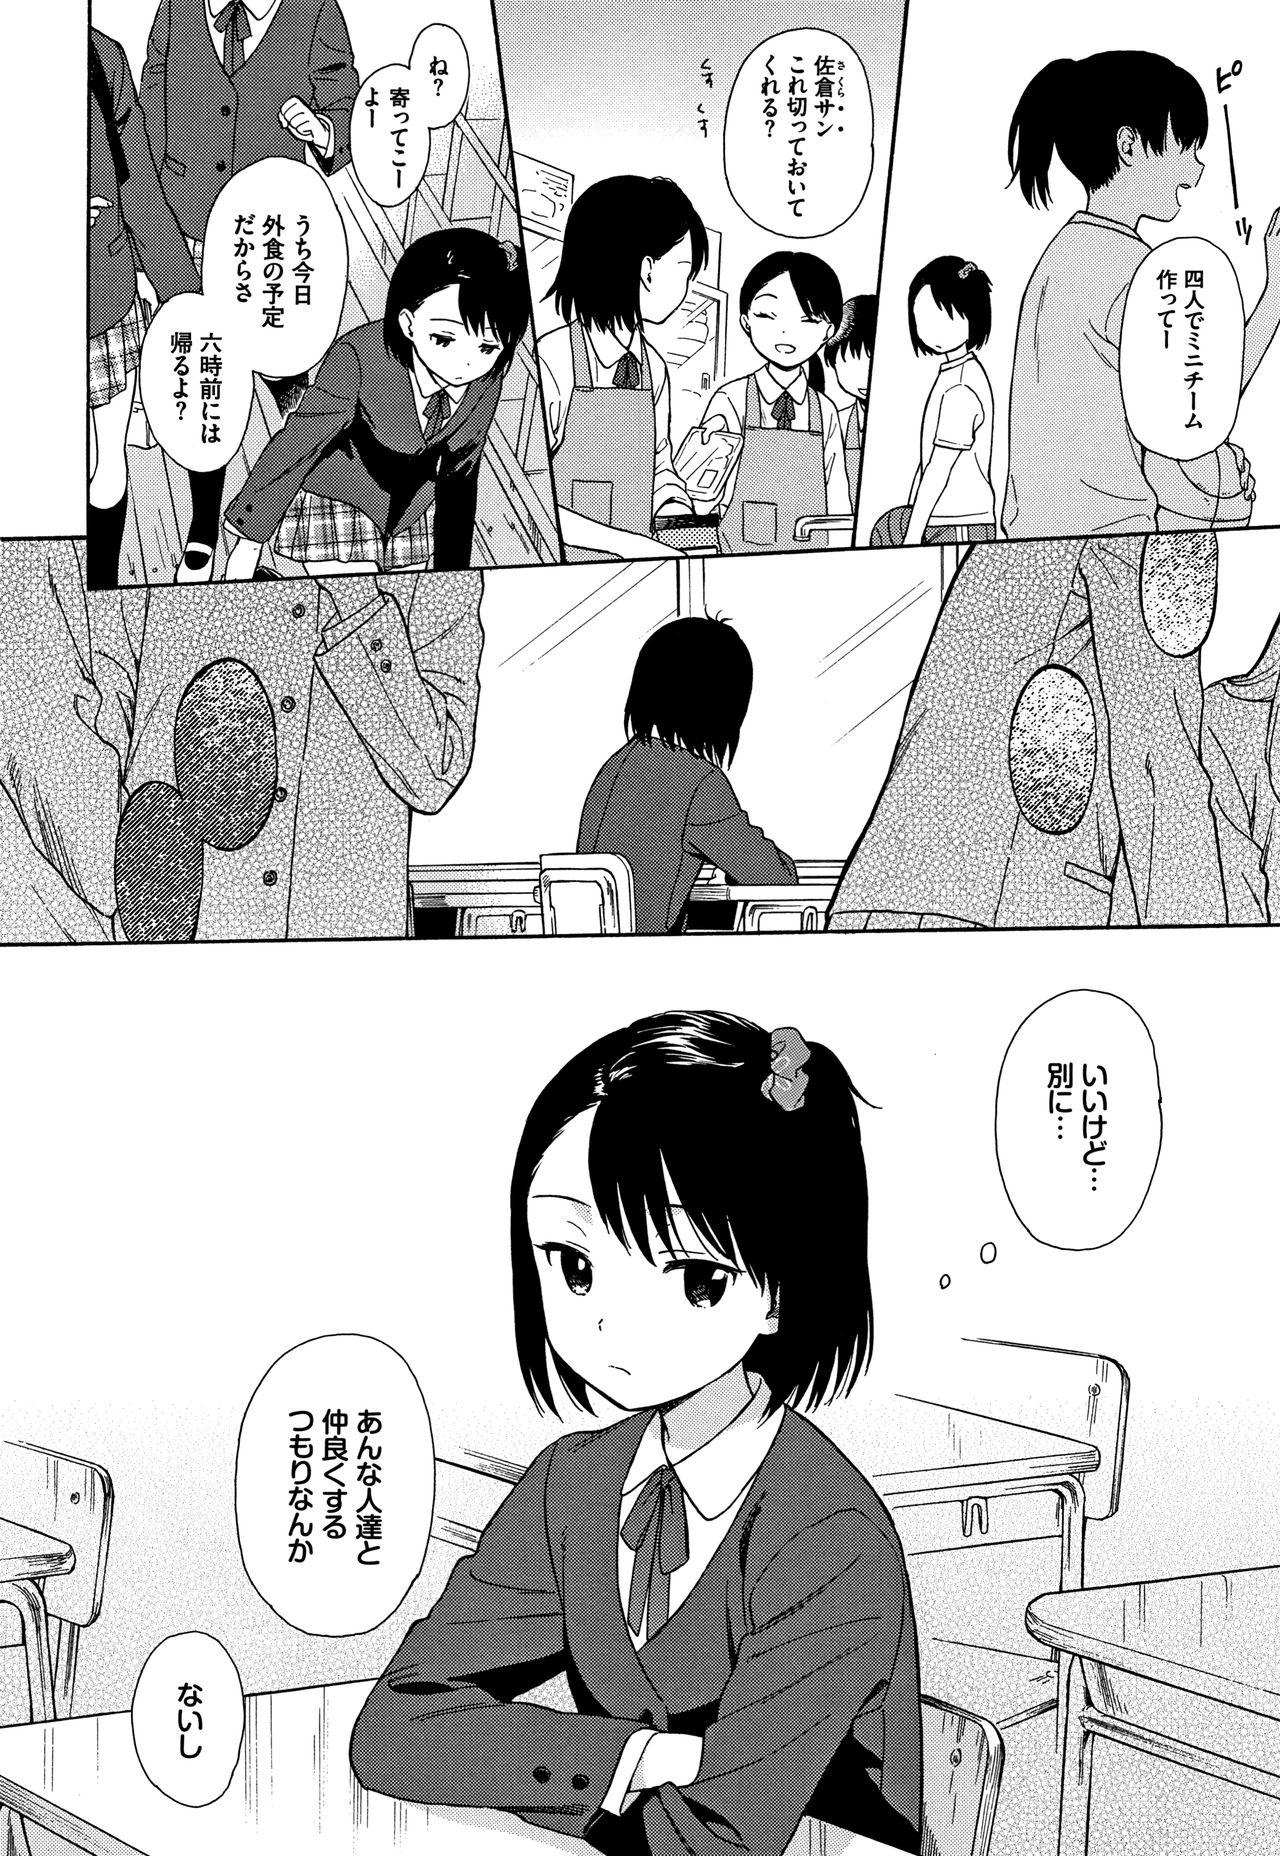 ピーーッ
四人でミニチーム
作ってー
佐倉サン
さくら
これ切っておいて
くれる？
くす
くす
ね？
寄ってこー
よー
うち今日
外食の予定
だからさ
六時前には
帰るよ？
いいけど…
別に…
あんな人達と
仲良くする
つもりなんか
ないし